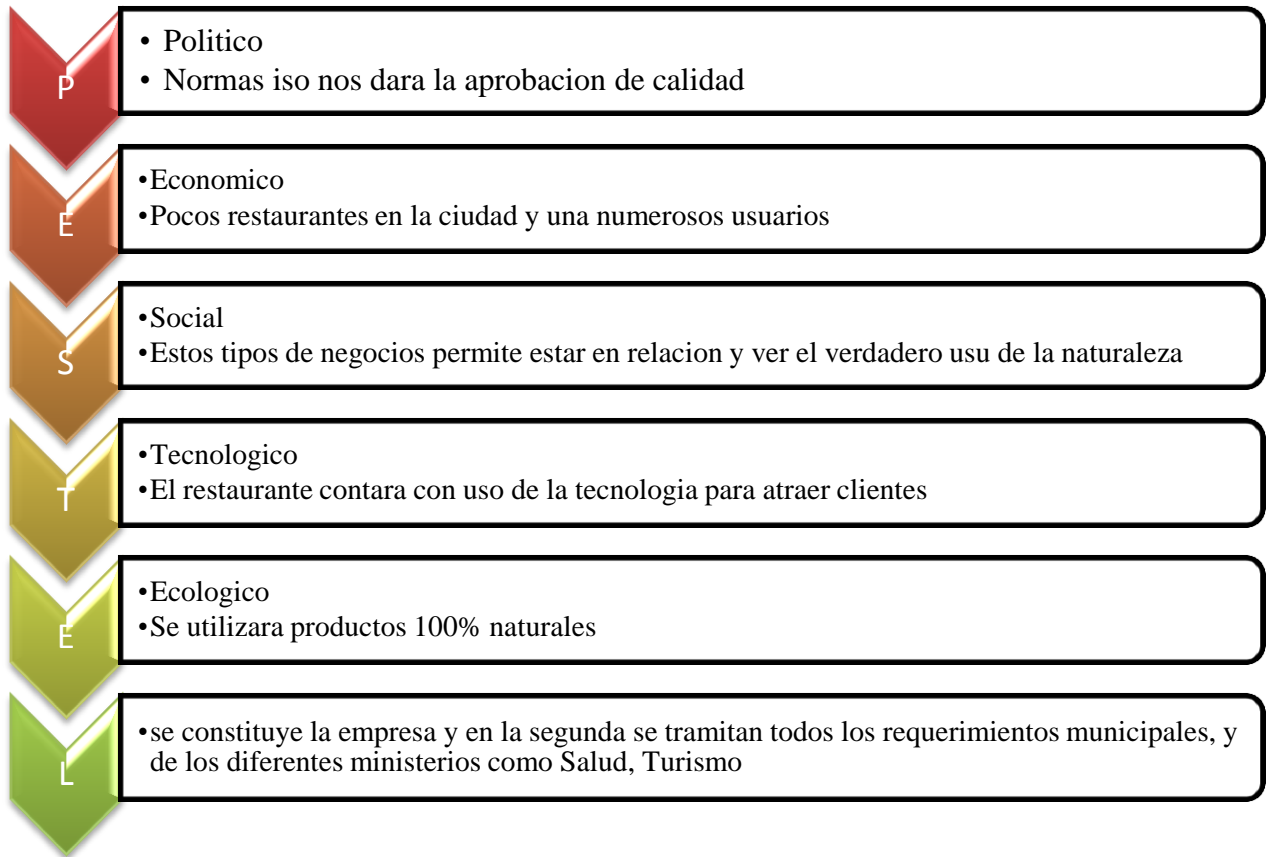 P
• Politico
• Normas iso nos dara la aprobacion de calidad
E
•Economico
•Pocos restaurantes en la ciudad y una numerosos usuarios
S
•Social
•Estos tipos de negocios permite estar en relacion y ver el verdadero usu de la naturaleza
T
•Tecnologico
•El restaurante contara con uso de la tecnologia para atraer clientes
E
•Ecologico
•Se utilizara productos 100% naturales
L
•se constituye la empresa y en la segunda se tramitan todos los requerimientos municipales, y
de los diferentes ministerios como Salud, Turismo